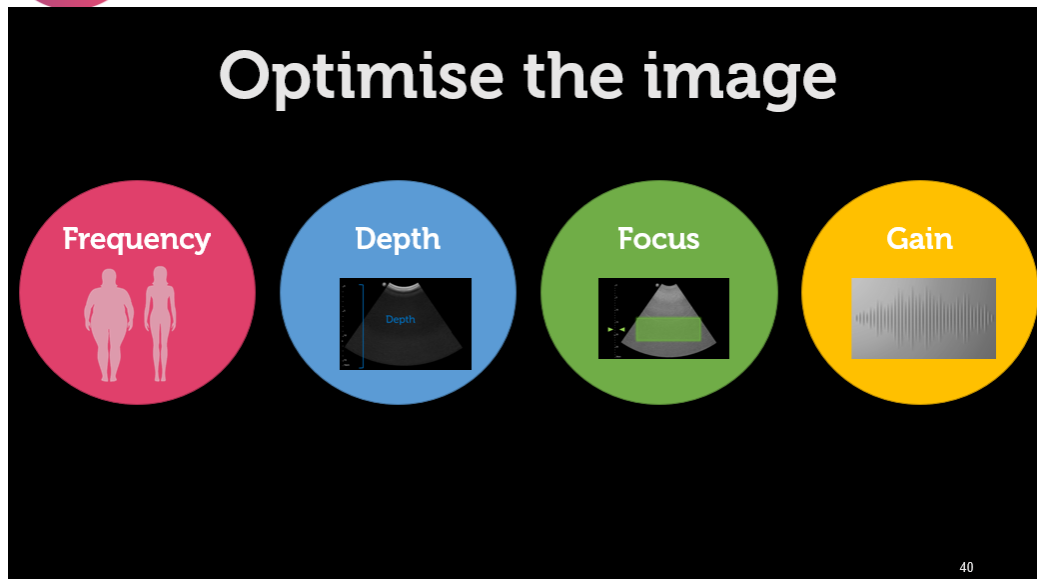 Optimise the image
Frequency
Depth
Focus
Gain
Depth
40